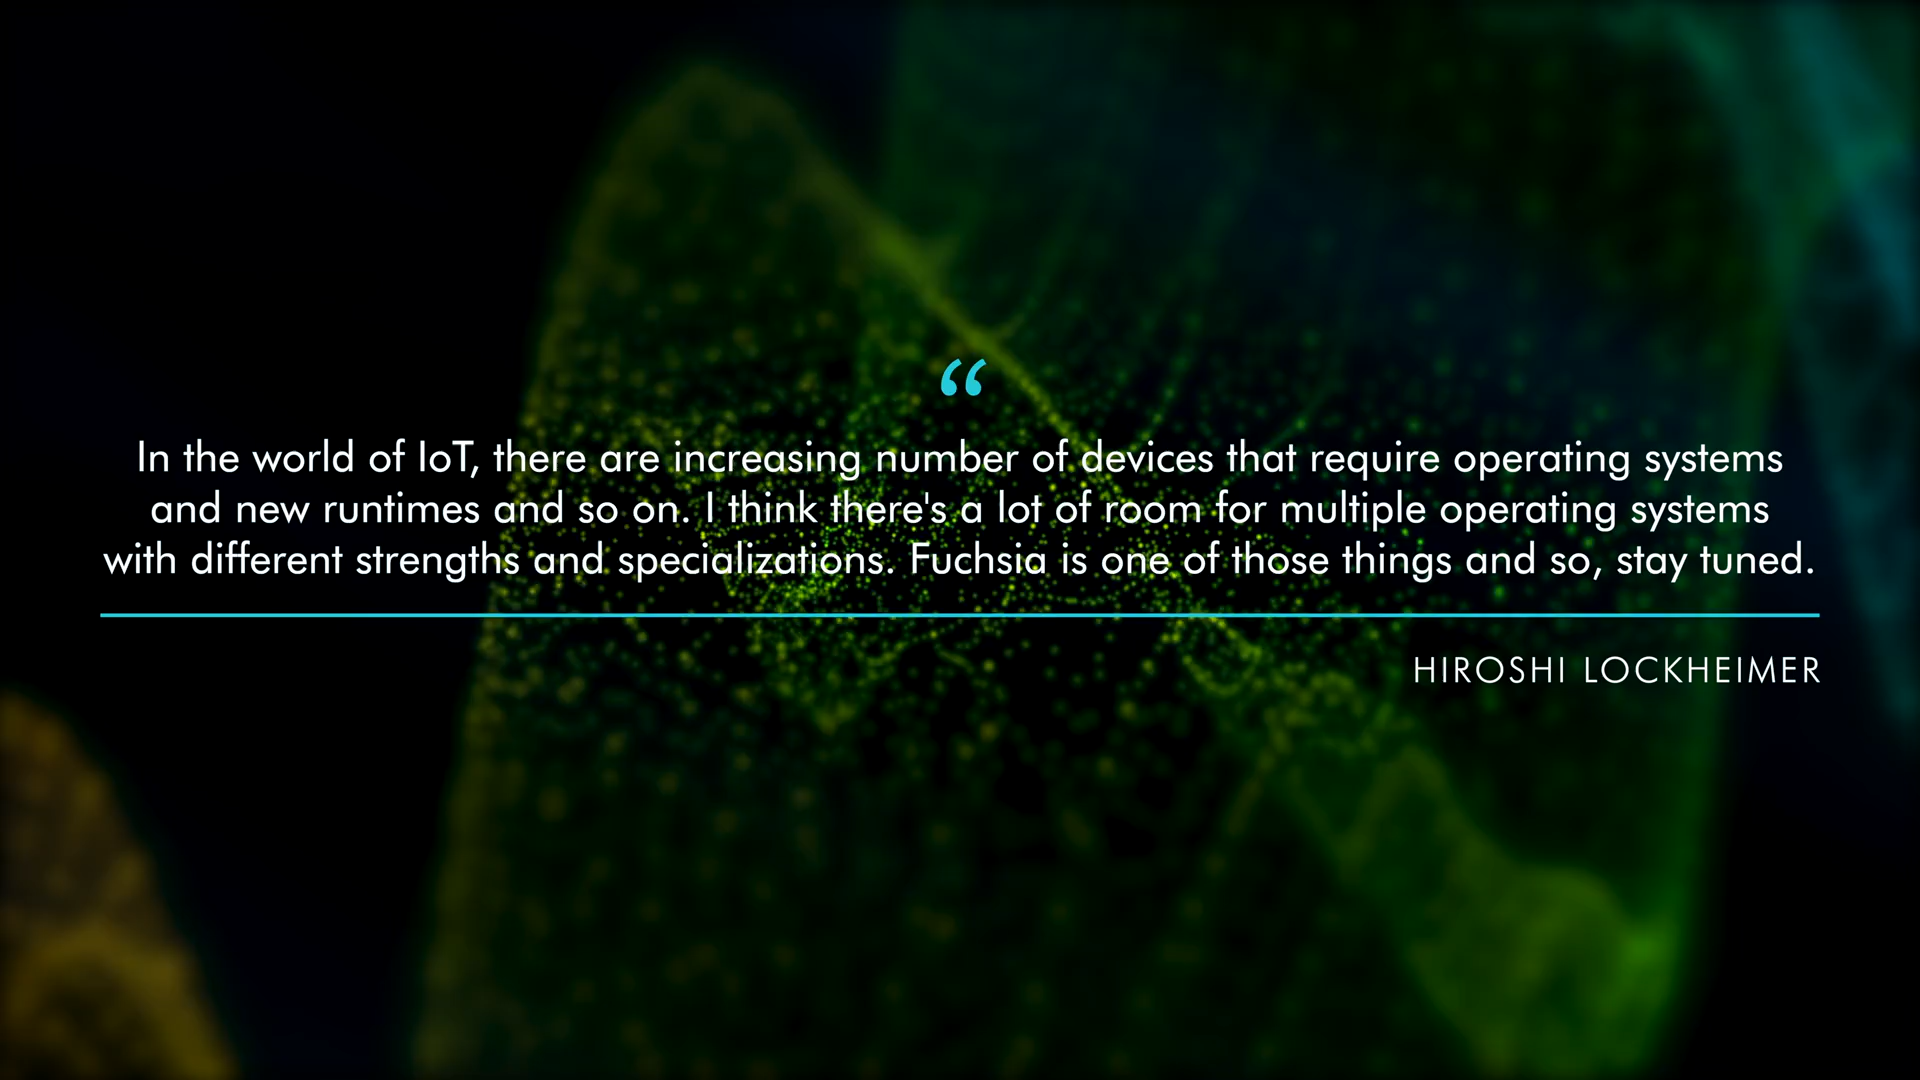 “
In the world of IoT, there are increasing number of devices that require operating systems
and new runtimes and so on. I think there's a lot of room for multiple operating systems
with different strengths and specializations. Fuchsia is one of those things and so, stay tuned.
HIROSHI LOCKHEIMER